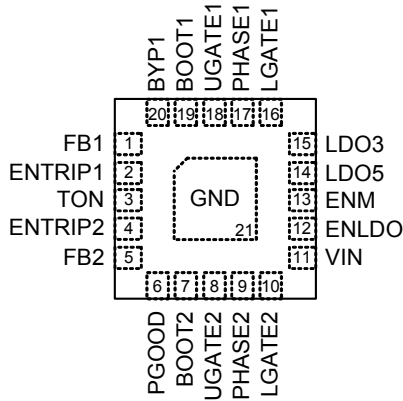 BYP1
BOOT1
UGATE1
PHASE1
LGATE1
20 19 18 17 16
FB1 1
ENTRIP1 2
TON 3
ENTRIP2 4
FB2 5
GND
21
15 LDO3
14 LDO5
13 ENM
12 ENLDO
11 VIN
6 7 8 9 10
PGOOD
BOOT2
UGATE2
PHASE2
LGATE2